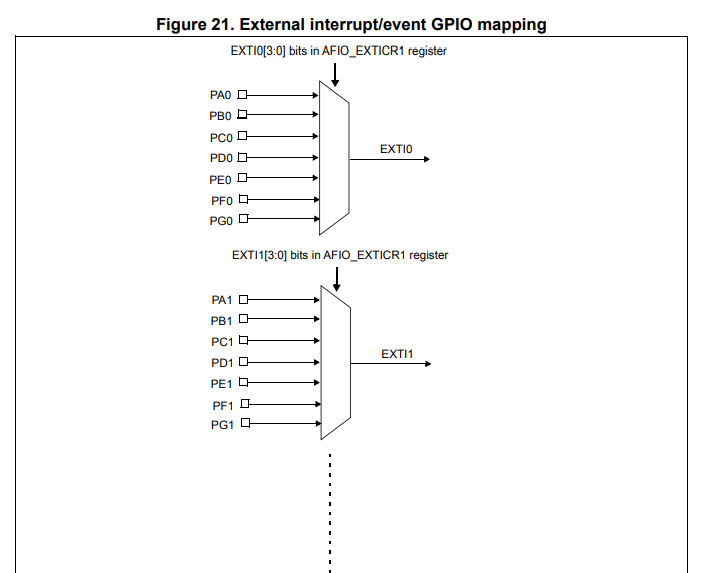 Figure 21. External interrupt/event GPIO mapping
EXTI0[3:0] bits in AFIO_EXTICR1 register
PA0
PB0
PC0
PD0
PE0
PF0
PG0
EXTI0
EXTI1[3:0] bits in AFIO_EXTICR1 register
PA1
PB1
PC1
PD1
PE1
PF1
PG1
EXTI1